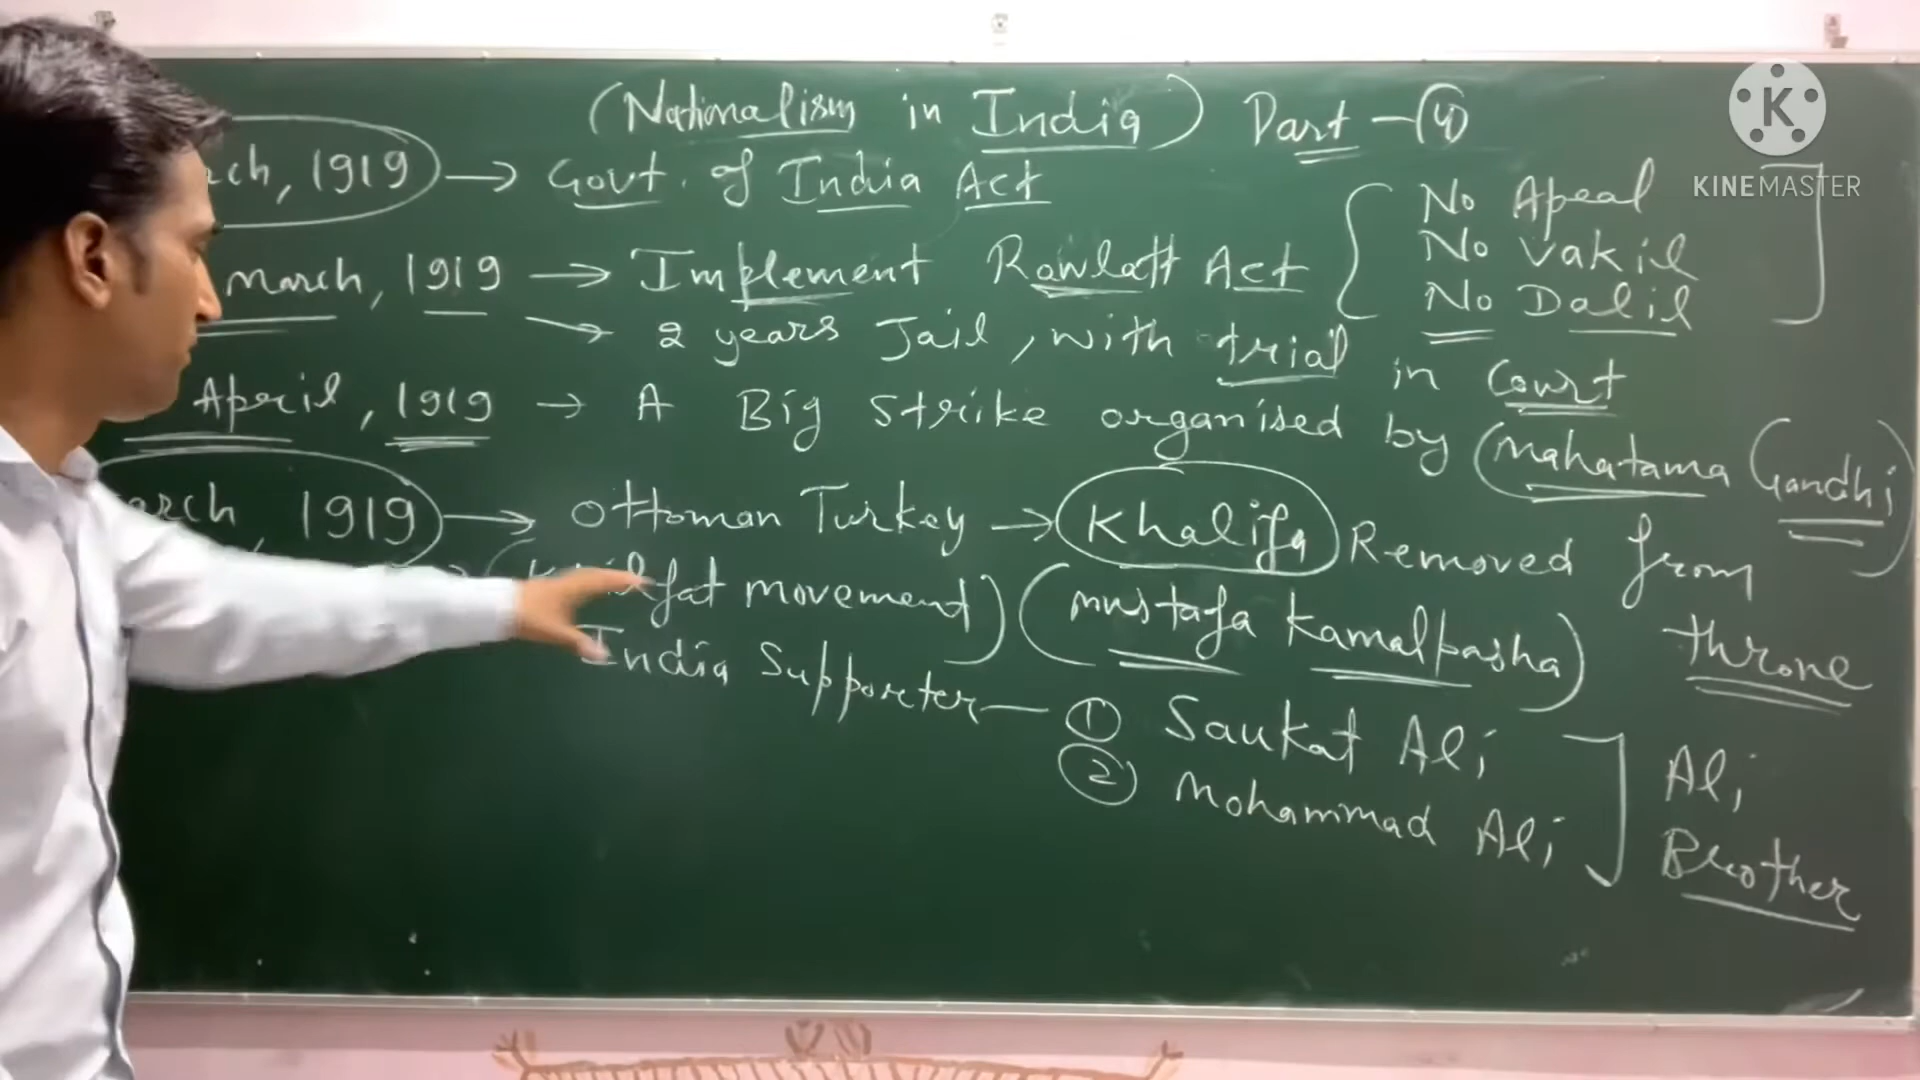 (Nationalism in India) Part - 4
rch, 1919 → Govt. of India Act
No Apeal
No Vakil
No Dalil
March, 1919 → Implement Rawlatt Act
→ 2 years Jail, with trial in Court
April, 1919 → A Big Strike organised by Mahatama Gandhi
arch, 1919 → Ottoman Turkey → Khalifa Removed from throne
lfat movement) (Mustafa Kamalpasha)
India Supporter — ① Saukat Ali
② Mohammad Ali
Ali Brother
KINEMASTER